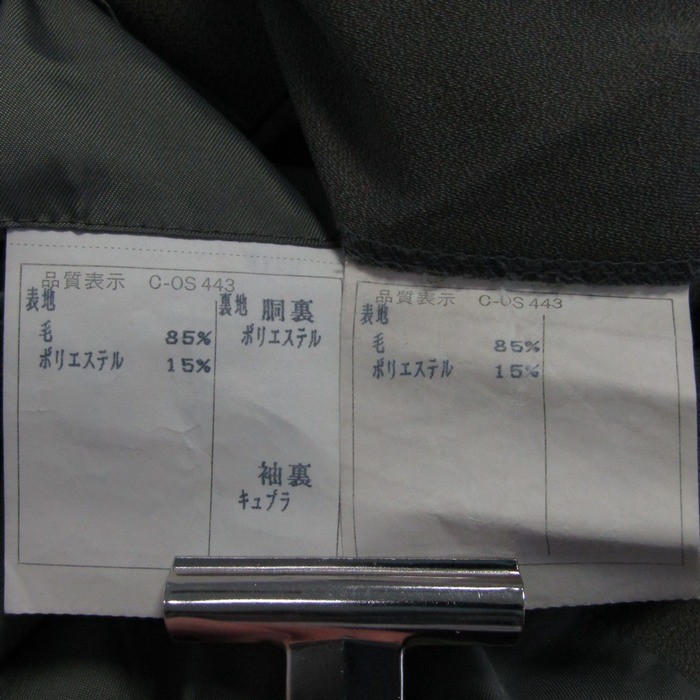 品質表示 C-OS 443
表地
毛 85%
ポリエステル 15%
裏地 胴裏
ポリエステル
袖裏
キュプラ
品質表示 C-OS 443
表地
毛 85%
ポリエステル 15%